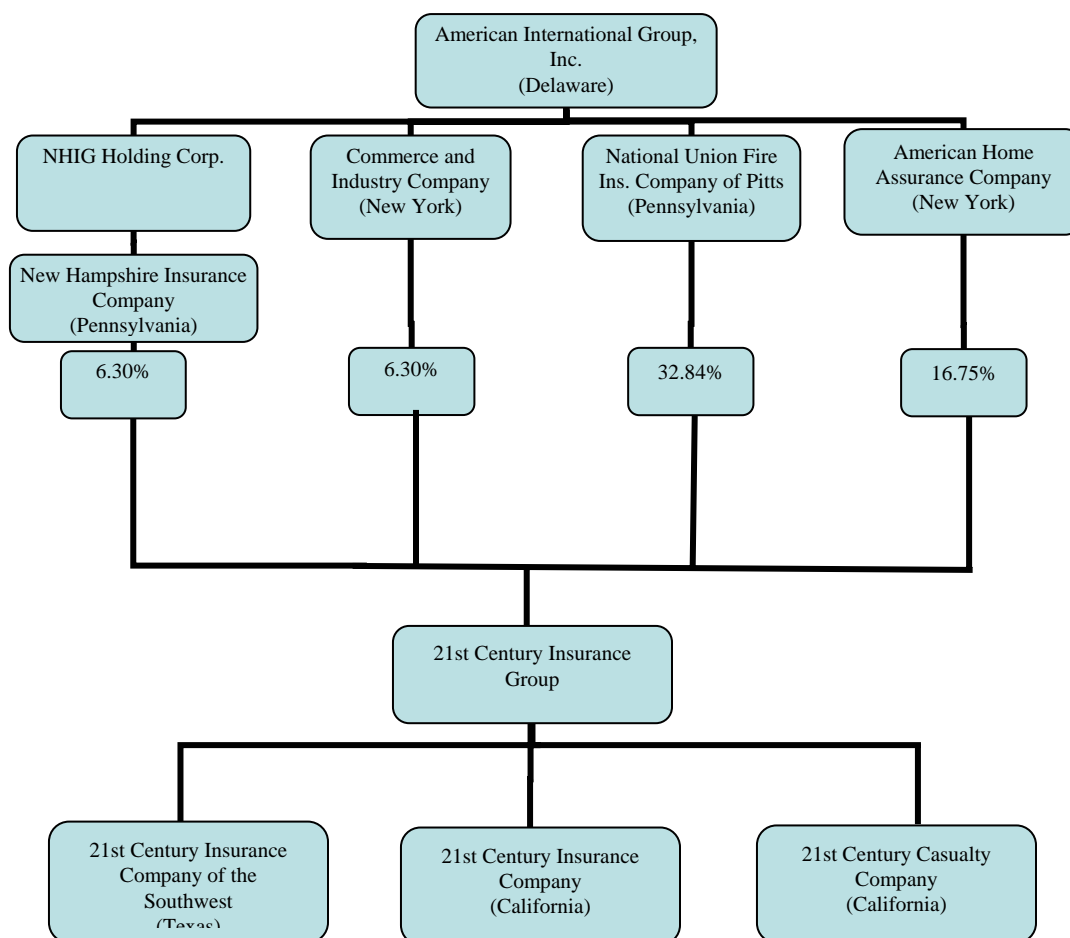 American International Group,
Inc.
(Delaware)
NHIG Holding Corp.
Commerce and
Industry Company
(New York)
National Union Fire
Ins. Company of Pitts
(Pennsylvania)
American Home
Assurance Company
(New York)
New Hampshire Insurance
Company
(Pennsylvania)
6.30%
6.30%
32.84%
16.75%
21st Century Insurance
Group
21st Century Insurance
Company of the
Southwest
(Texas)
21st Century Insurance
Company
(California)
21st Century Casualty
Company
(California)